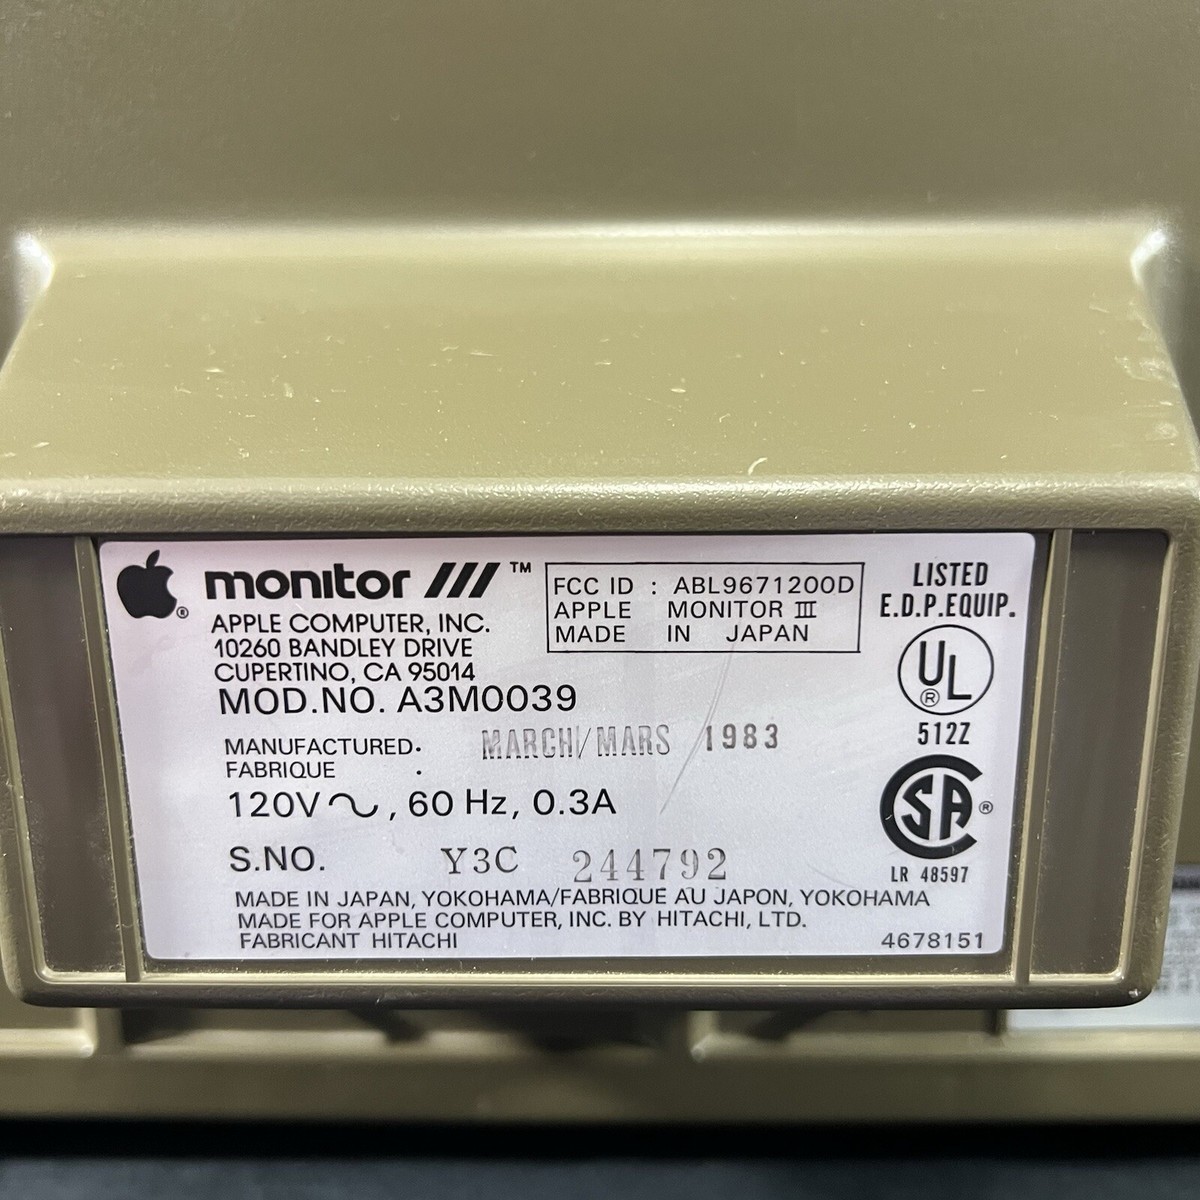 monitor /// ™
APPLE COMPUTER, INC.
10260 BANDLEY DRIVE
CUPERTINO, CA 95014
MOD.NO. A3M0039
FCC ID : ABL9671200D
APPLE MONITOR III
MADE IN JAPAN
LISTED
E.D.P.EQUIP.
UL ®
512Z
SA ®
LR 48597
MANUFACTURED: MARCH/MARS 1983
FABRIQUE
120V ~, 60 Hz, 0.3A
S.NO. Y3C 244792
MADE IN JAPAN, YOKOHAMA/FABRIQUE AU JAPON, YOKOHAMA
MADE FOR APPLE COMPUTER, INC. BY HITACHI, LTD.
FABRICANT HITACHI
4678151